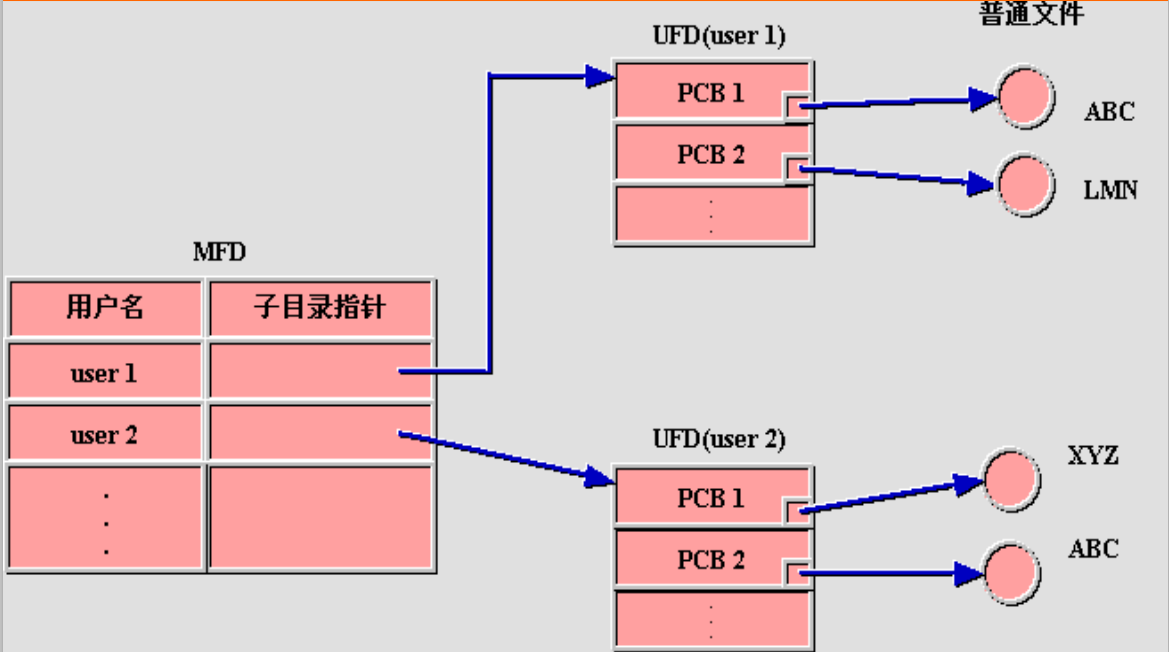 普通文件
UFD(user 1)
PCB 1
ABC
PCB 2
LMN
MFD
用户名 子目录指针
user 1
user 2
UFD(user 2)
XYZ
PCB 1
ABC
PCB 2